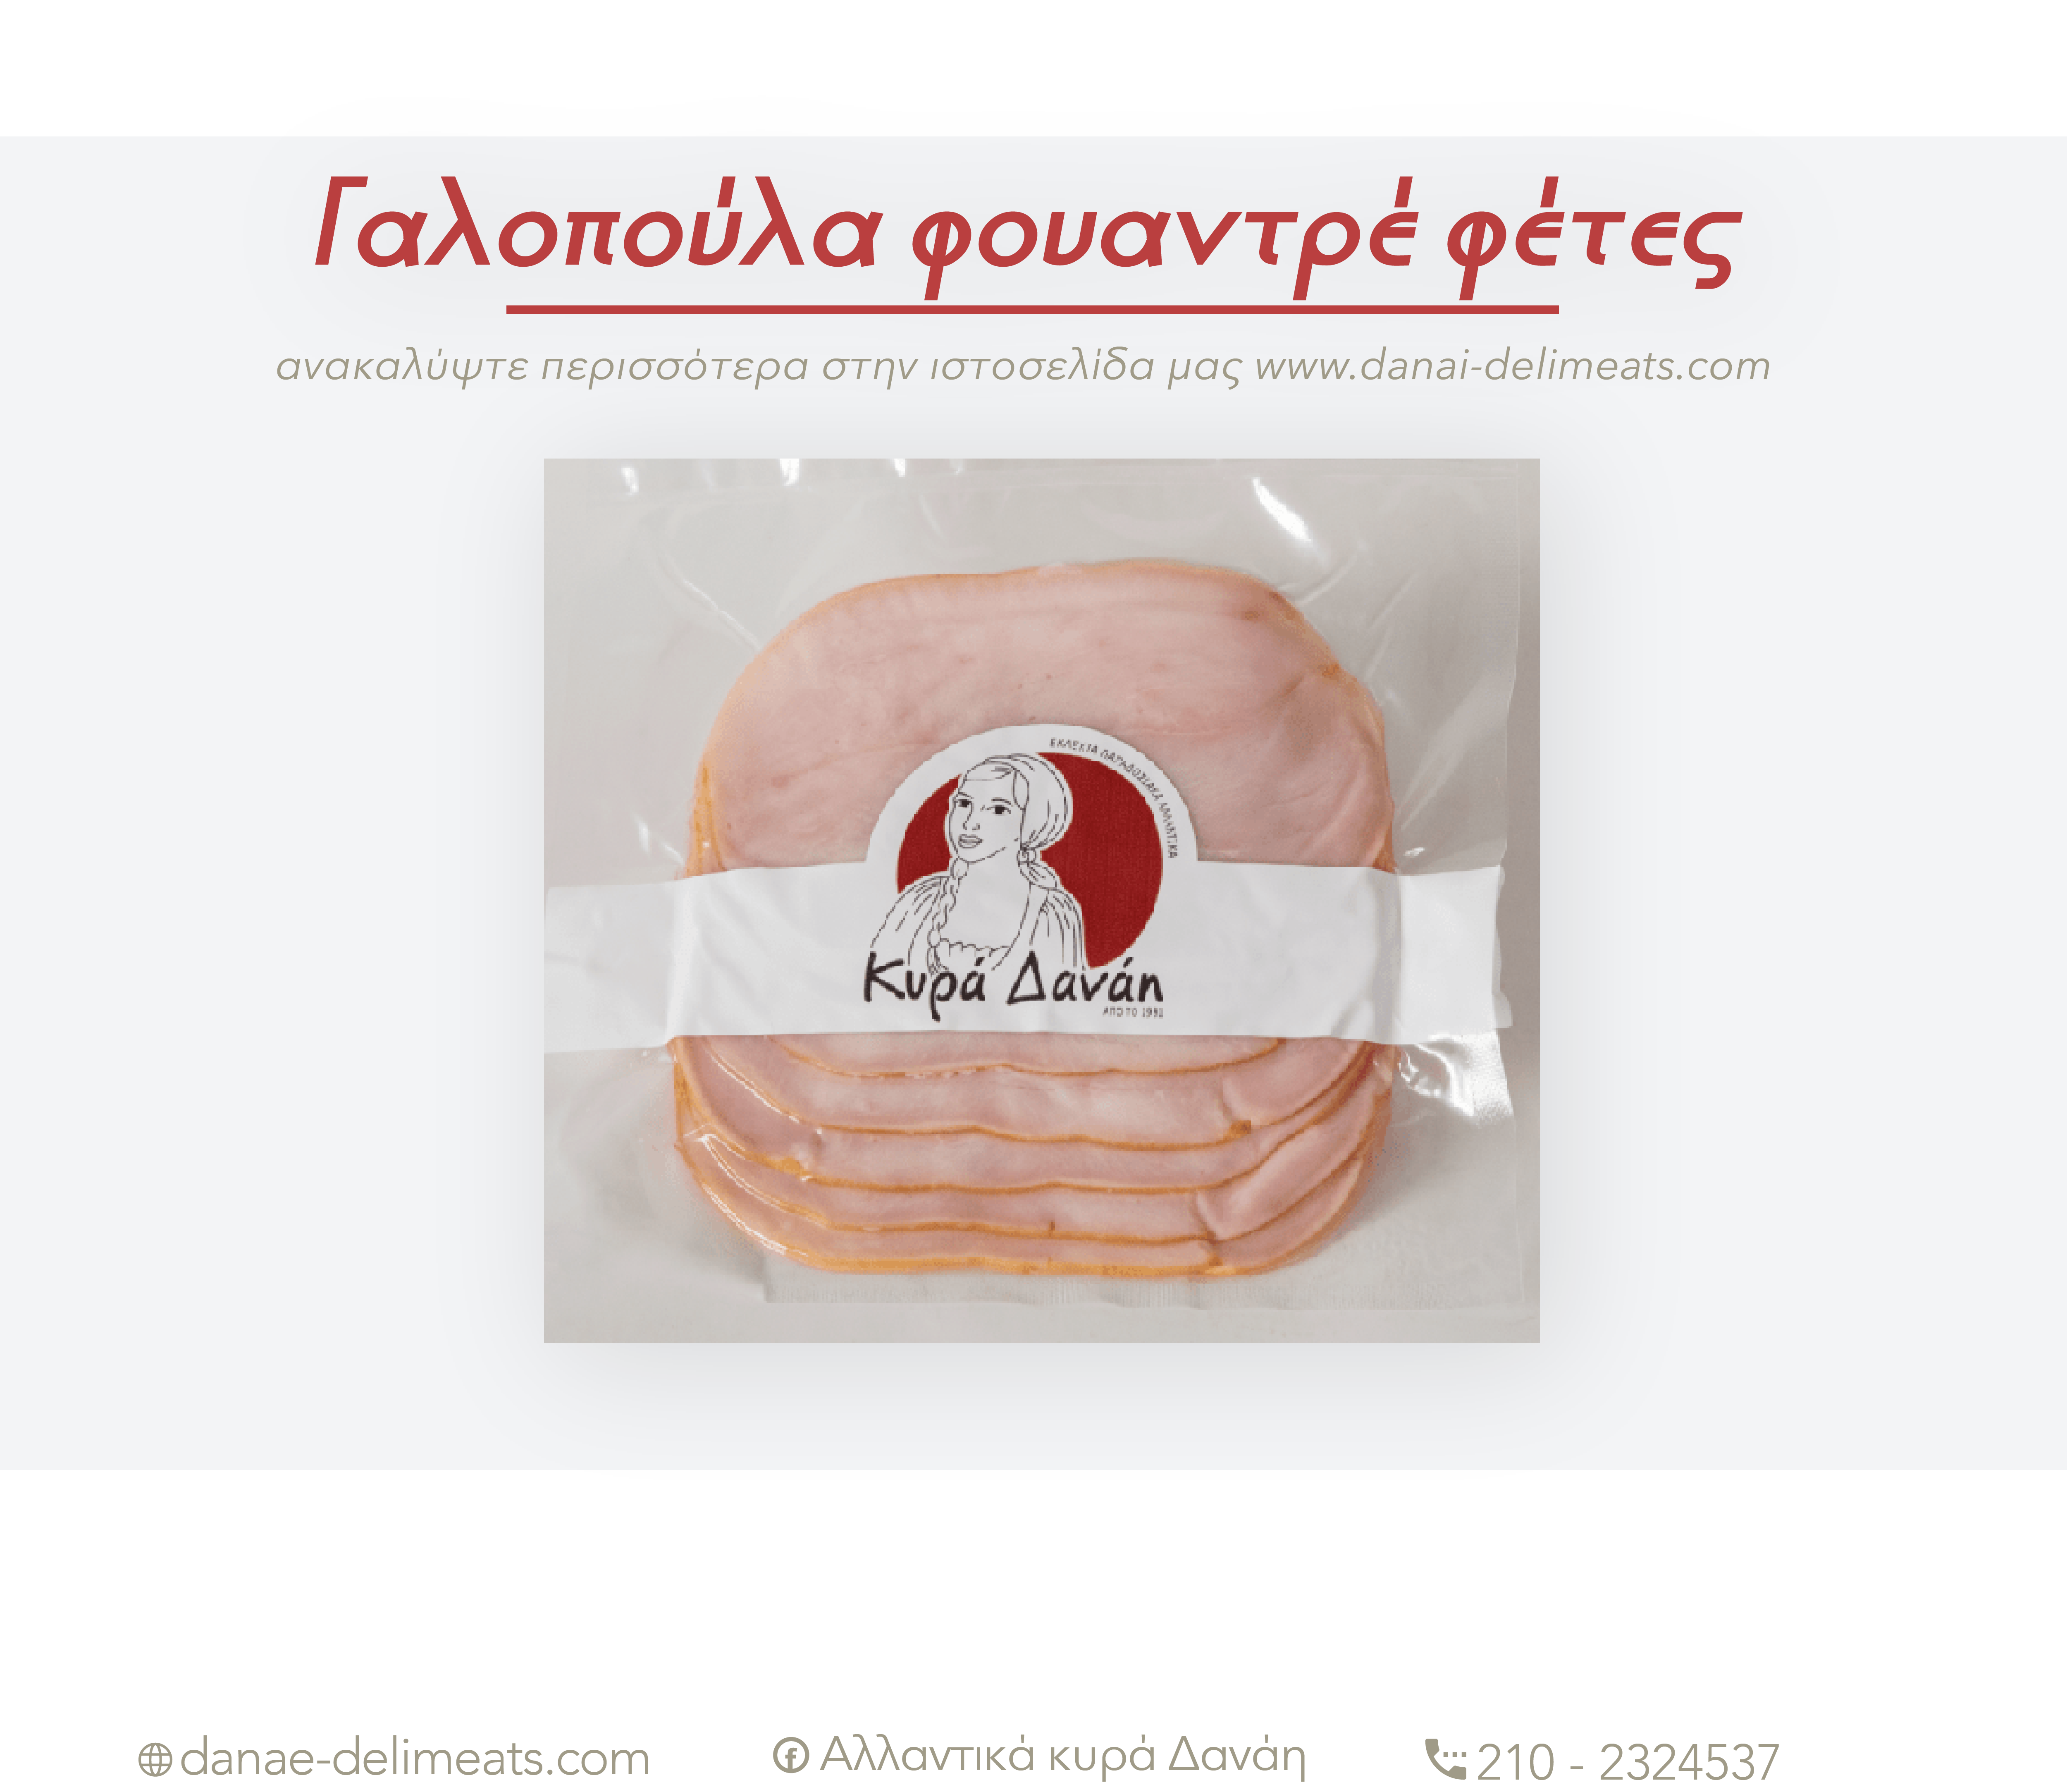 Γαλοπούλα φουαντρέ φέτες
ανακαλύψτε περισσότερα στην ιστοσελίδα μας www.danai-delimeats.com
ΕΚΛΕΚΤΑ ΠΑΡΑΔΟΣΙΑΚΑ ΑΛΛΑΝΤΙΚΑ
Κυρά Δανάη
ΑΠΟ ΤΟ 1991
danae-delimeats.com
Αλλαντικά κυρά Δανάη
210 - 2324537